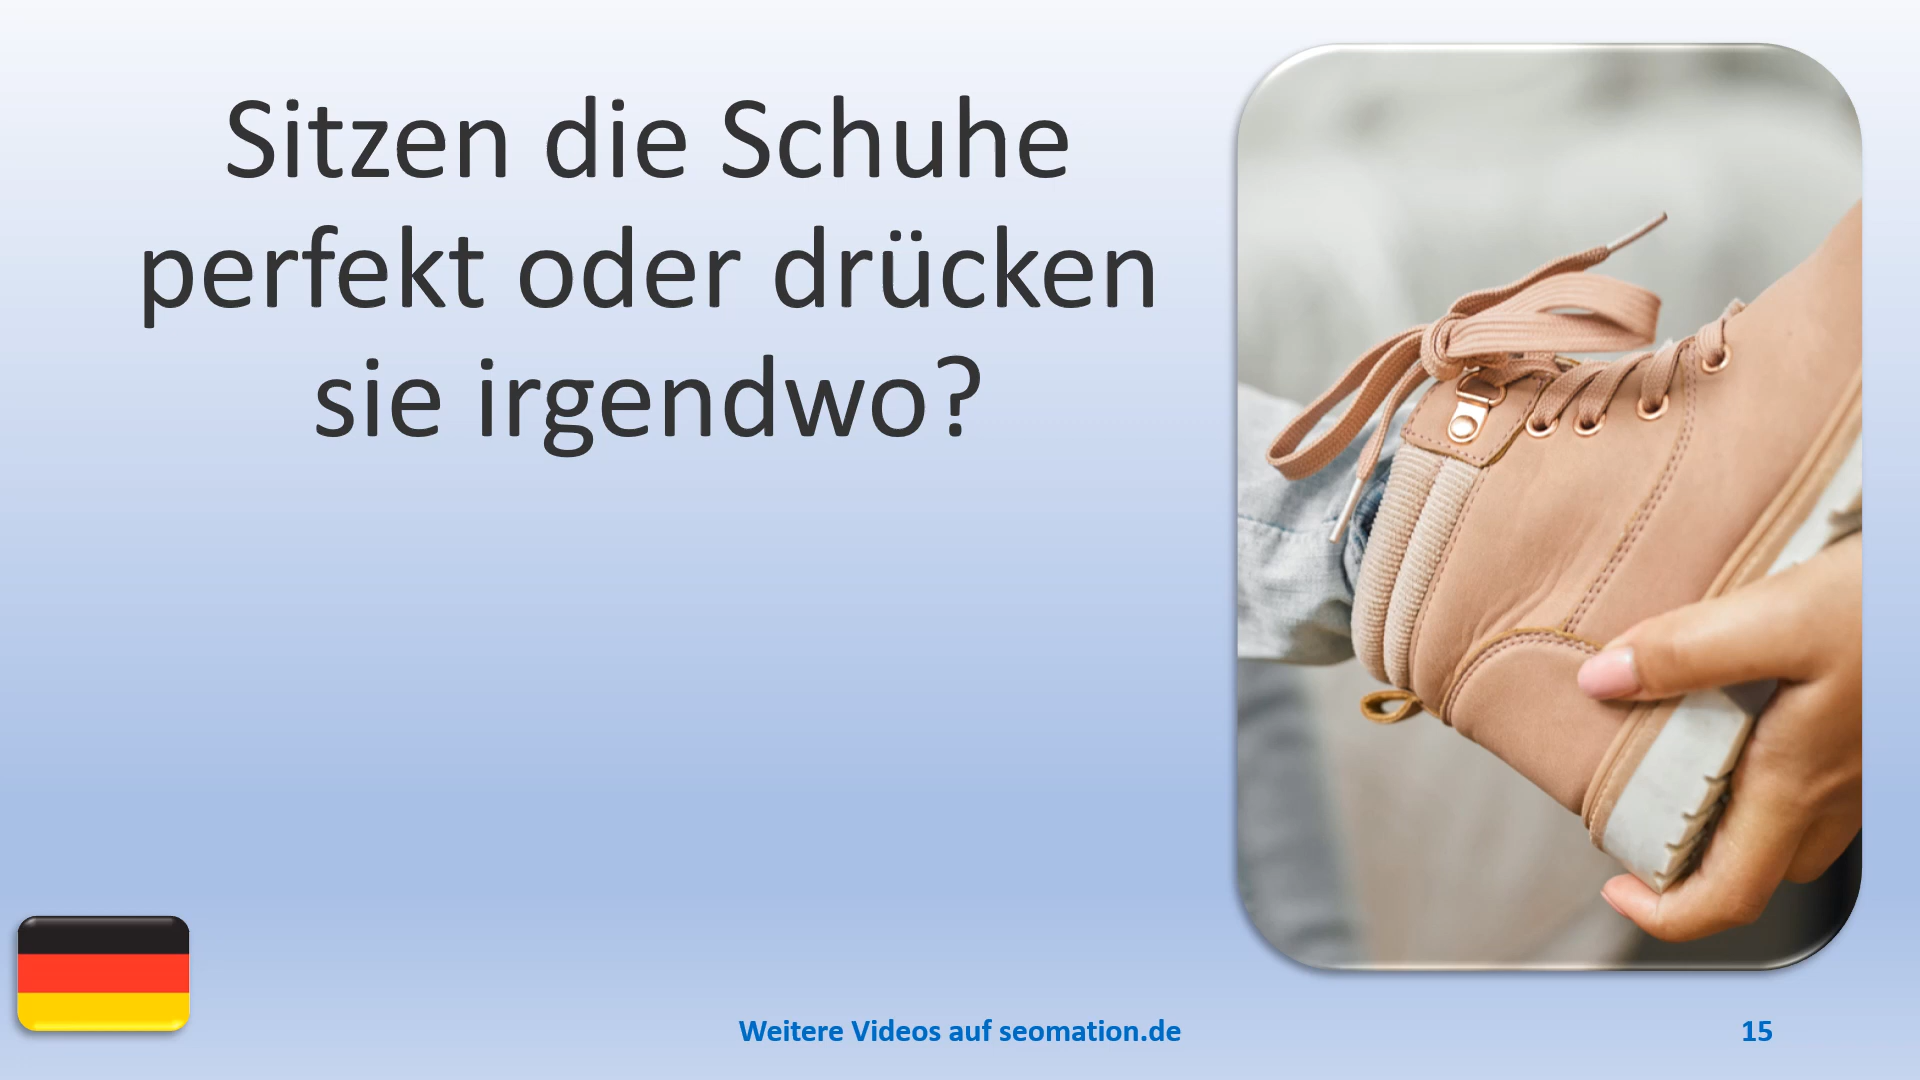 Sitzen die Schuhe
perfekt oder drücken
sie irgendwo?
Weitere Videos auf seomation.de
15